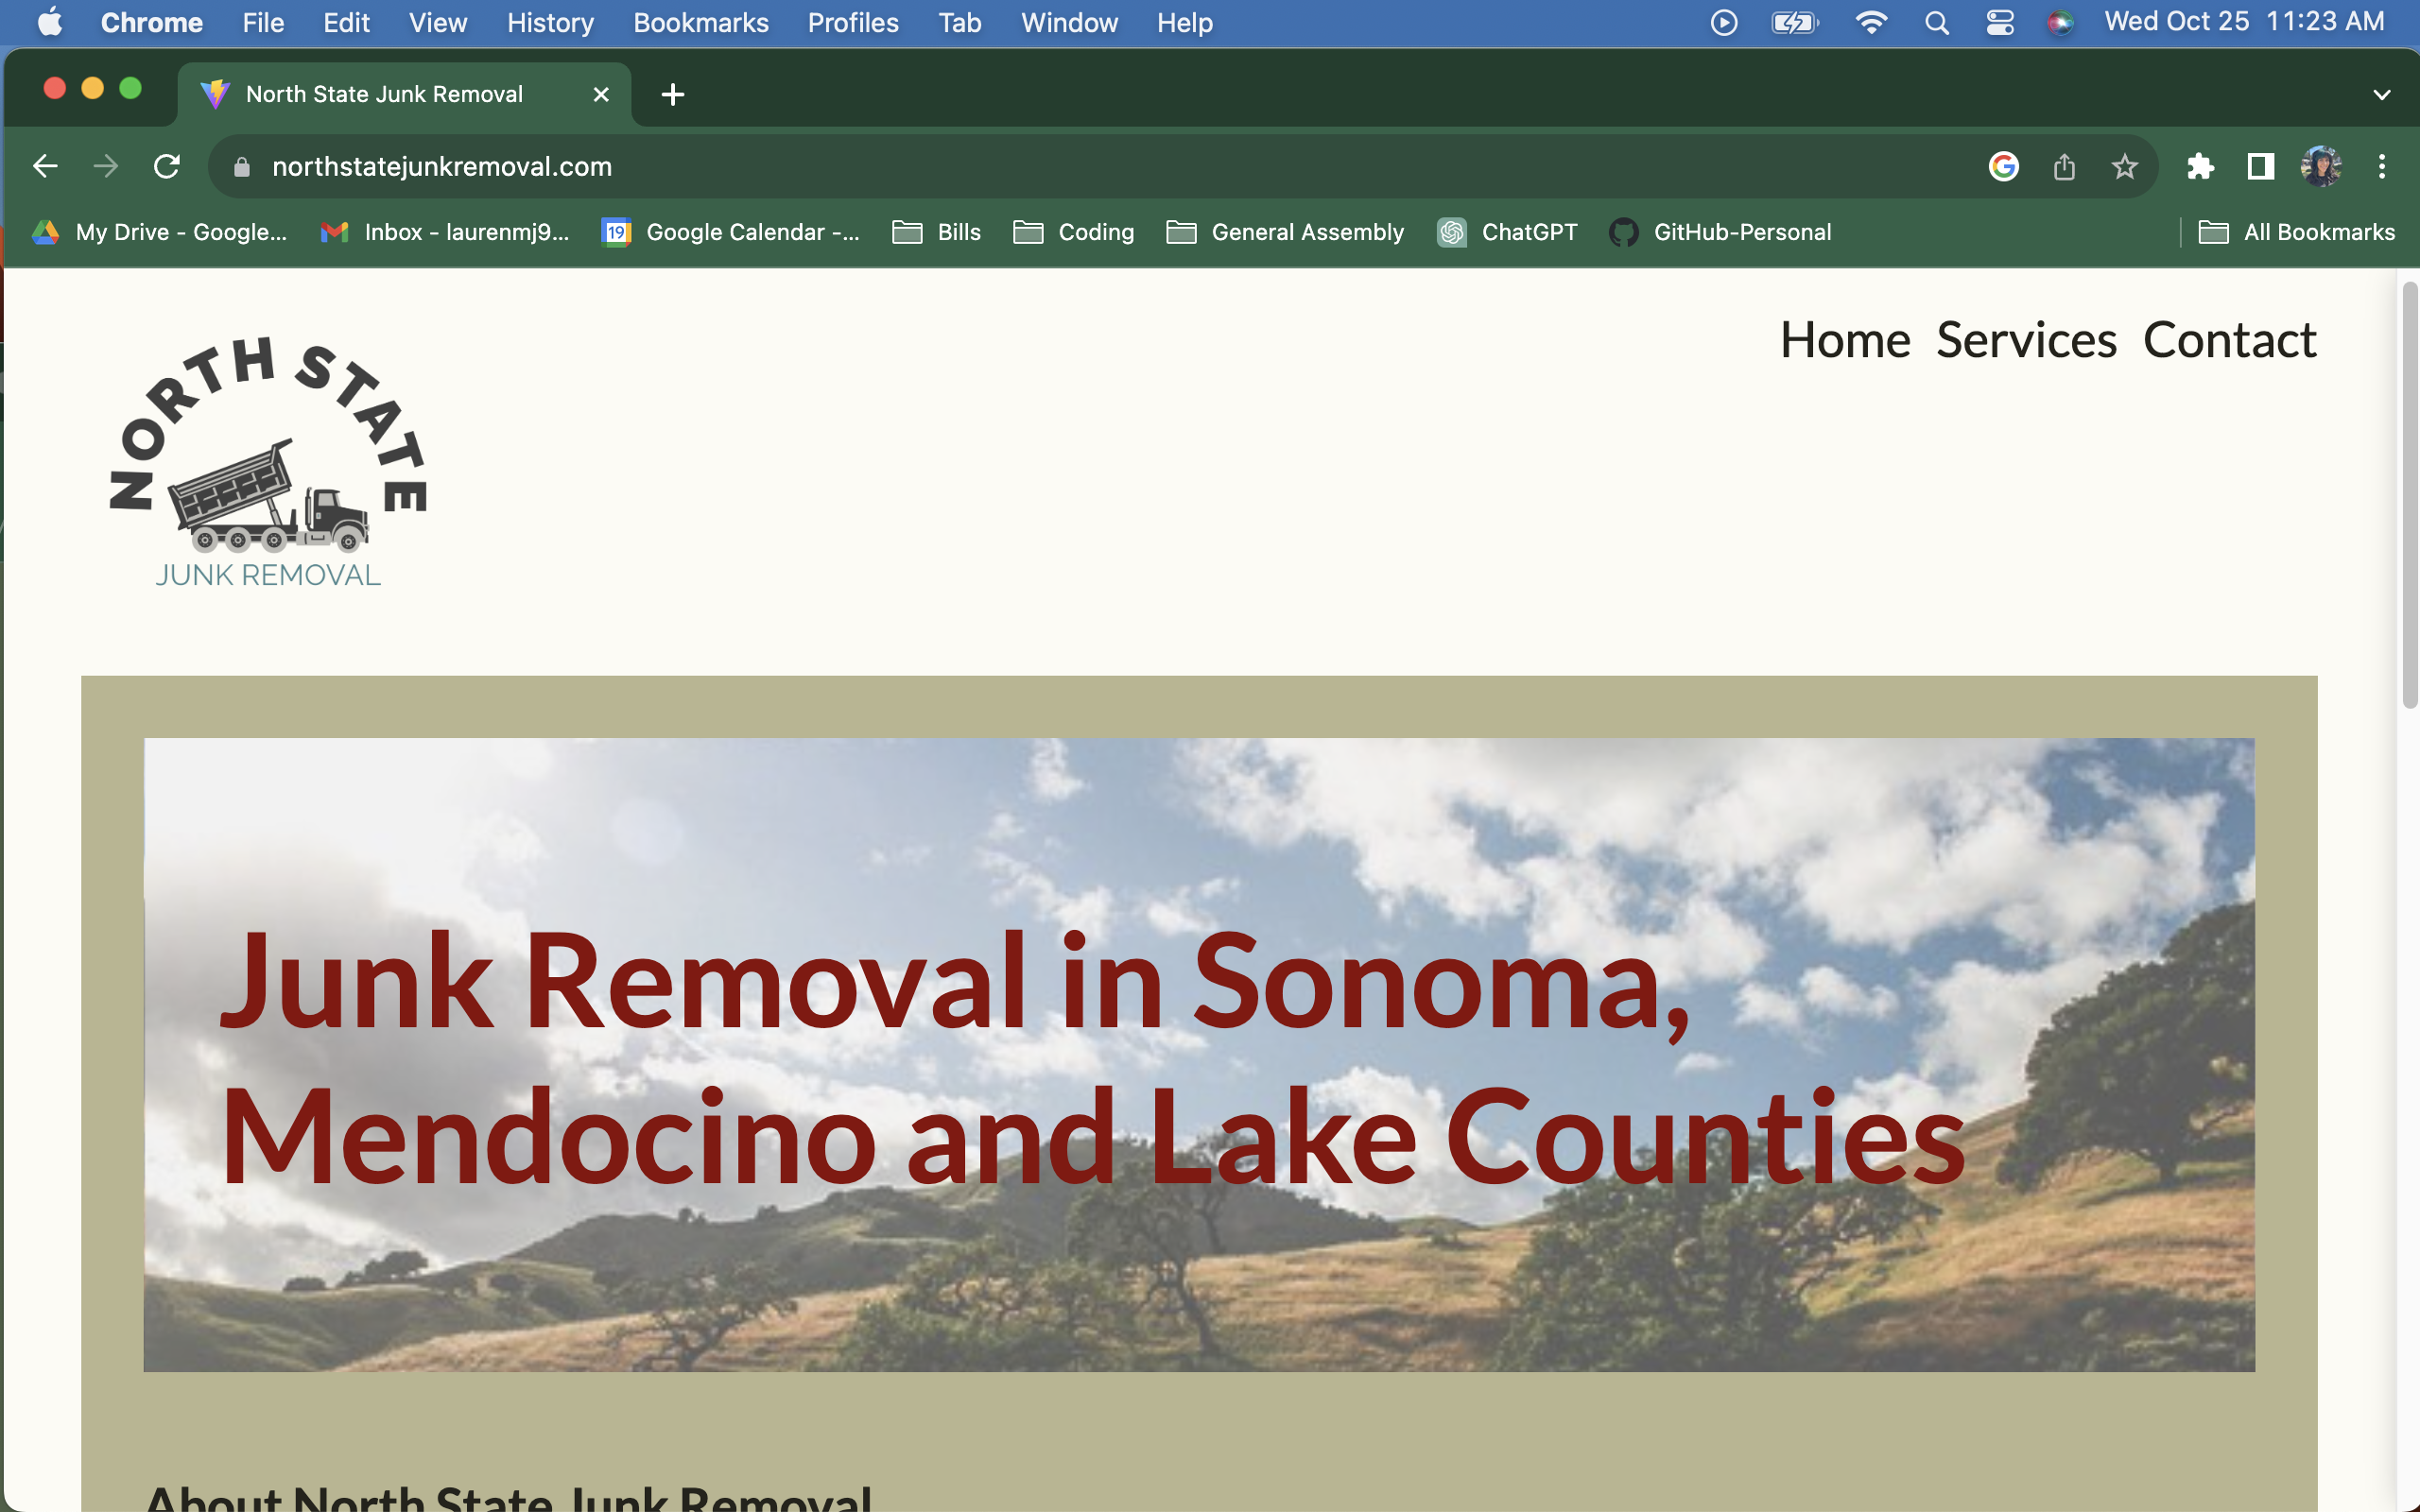 Chrome File Edit View History Bookmarks Profiles Tab Window Help Wed Oct 25 11:23 AM
North State Junk Removal
northstatejunkremoval.com
My Drive - Google... Inbox - laurenmj9... 19 Google Calendar -... Bills Coding General Assembly ChatGPT GitHub-Personal All Bookmarks
Home Services Contact
NORTH STATE
JUNK REMOVAL
Junk Removal in Sonoma,
Mendocino and Lake Counties
About North State Junk Removal